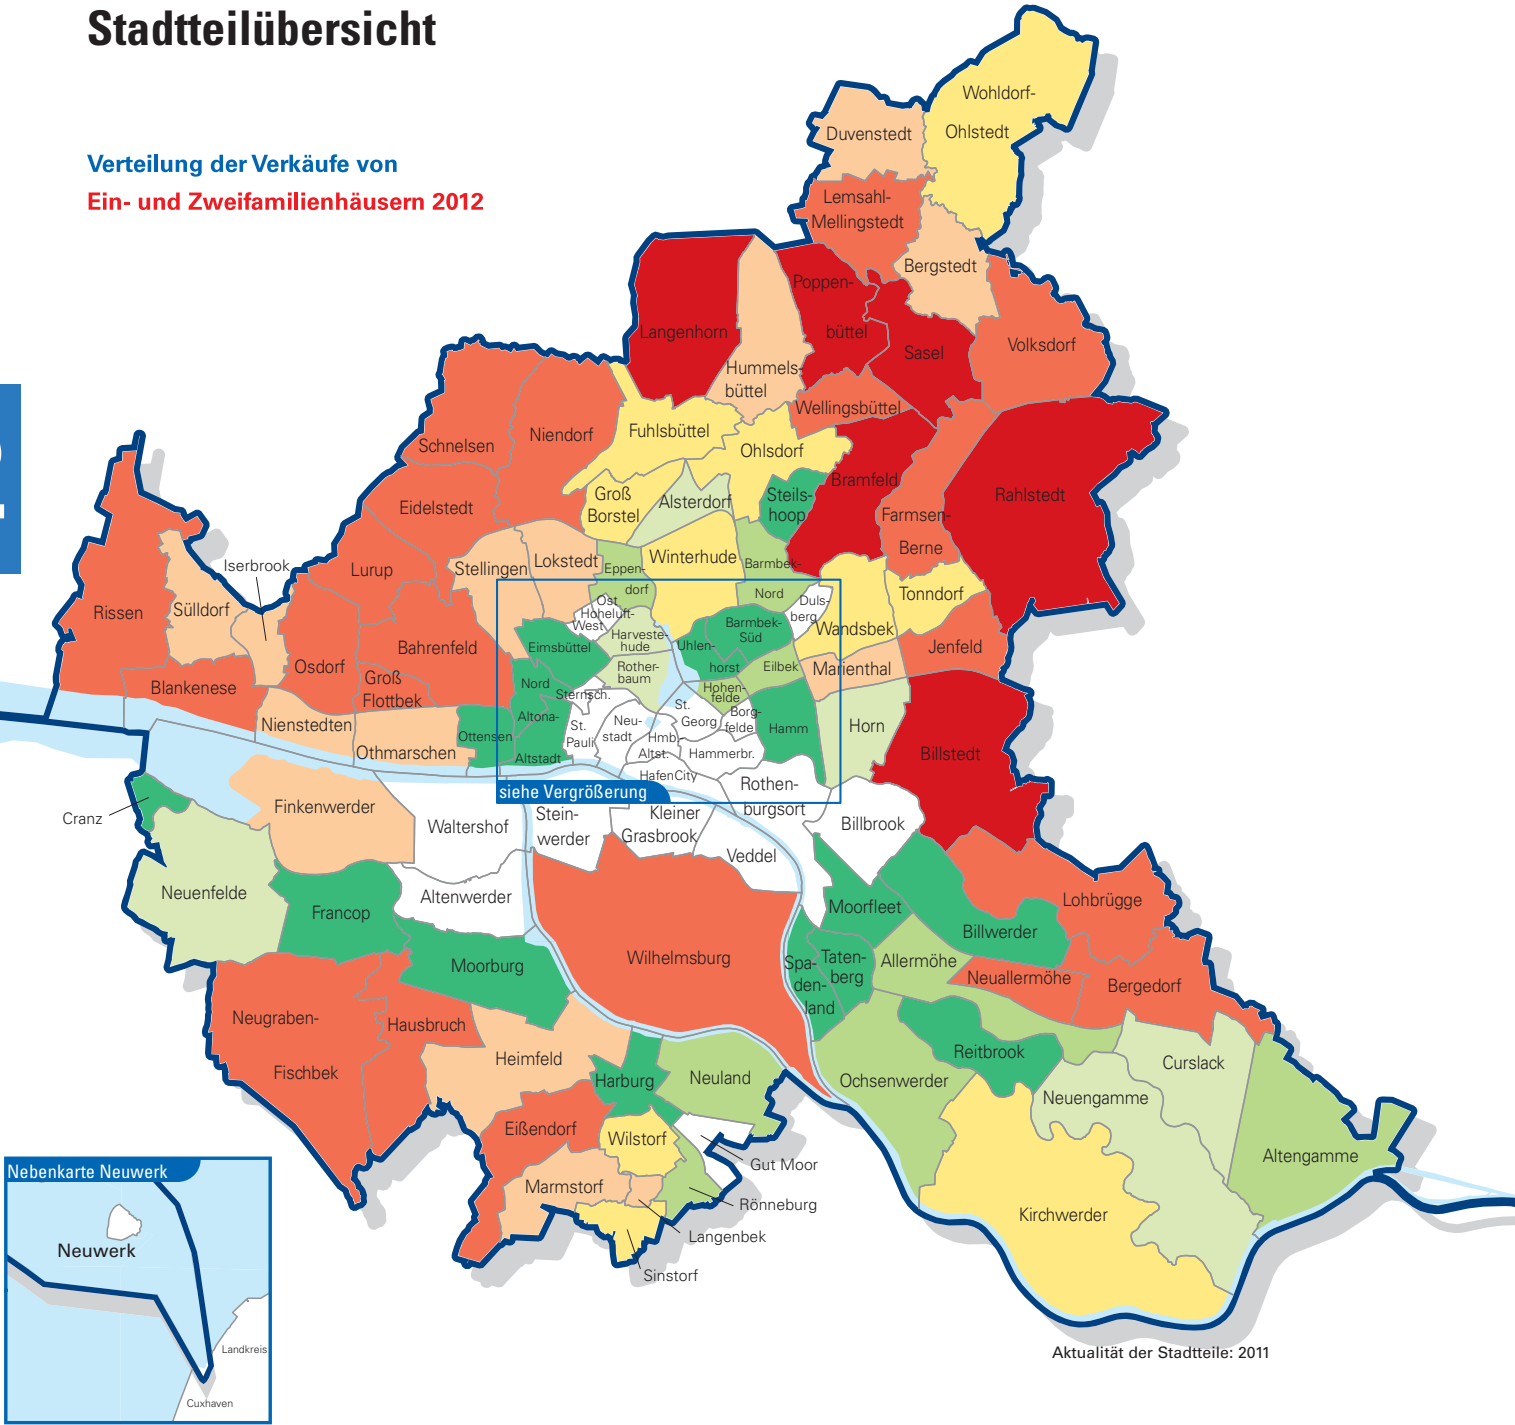 Stadtteilübersicht
Verteilung der Verkäufe von
Ein- und Zweifamilienhäusern 2012
Wohldorf-
Ohlstedt
Duvenstedt
Lemsahl-
Mellingstedt
Bergstedt
Poppen-
büttel
Langenhorn
Hummels-
büttel
Sasel
Volksdorf
Wellingsbüttel
Schnelsen
Niendorf
Fuhlsbüttel
Ohlsdorf
Bramfeld
Rahlstedt
Farmsen-
Berne
Eidelstedt
Groß
Borstel
Alsterdorf
Steils-
hoop
Lurup
Stellingen
Lokstedt
Eppen-
dorf
Winterhude
Barmbek-
Nord
Tonndorf
Iserbrook
Rissen
Sülldorf
Osdorf
Bahrenfeld
Groß
Flottbek
Blankenese
Nienstedten
Othmarschen
Ost
Hoheluft-
West
Harveste-
hude
Rother-
baum
Eimsbüttel
Nord
Altona-
Altstadt
Ottensen
Sternsch.
St.
Pauli
Neu-
stadt
Hmb.-
Altst.
HafenCity
St.
Georg
Borg-
felde
Hammerbr.
Hohen-
felde
Uhlen-
horst
Barmbek-
Süd
Duls-
berg
Eilbek
Wandsbek
Marienthal
Jenfeld
Hamm
Horn
Billstedt
siehe Vergrößerung
Rothen-
burgsort
Billbrook
Cranz
Finkenwerder
Waltershof
Stein-
werder
Kleiner
Grasbrook
Veddel
Neuenfelde
Francop
Altenwerder
Moorburg
Wilhelmsburg
Moorfleet
Billwerder
Lohbrügge
Spa-
den-
land
Taten-
berg
Allermöhe
Neuallermöhe
Bergedorf
Neugraben-
Fischbek
Hausbruch
Heimfeld
Harburg
Neuland
Ochsenwerder
Reitbrook
Curslack
Neuengamme
Altengamme
Kirchwerder
Eißendorf
Wilstorf
Gut Moor
Marmstorf
Rönneburg
Langenbek
Sinstorf
Nebenkarte Neuwerk
Neuwerk
Landkreis
Cuxhaven
Aktualität der Stadtteile: 2011